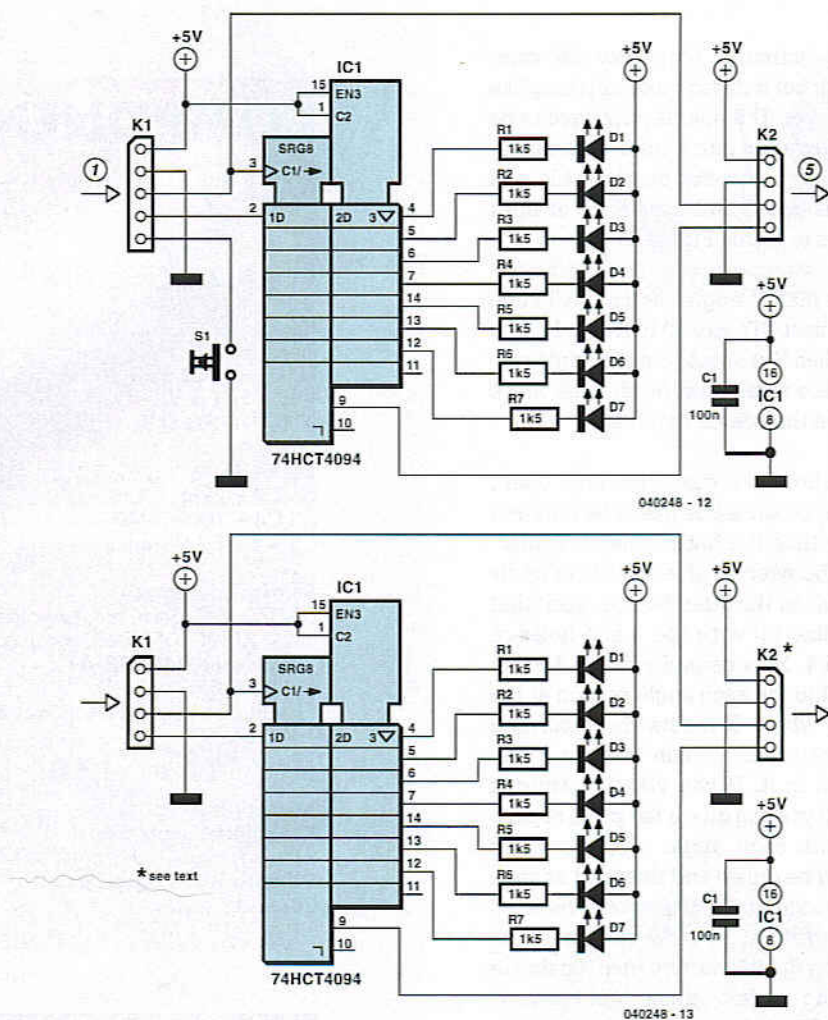 +5V
IC1
+5V
+5V
15
EN3
1
C2
K1
SRG8
R1
D1
K2
1
3
C1/
1k5
5
R2
D2
2
1D
2D
3
4
1k5
5
R3
D3
6
1k5
7
R4
D4
14
1k5
+5V
13
R5
D5
S1
12
1k5
11
R6
D6
16
9
1k5
C1
IC1
10
R7
D7
100n
8
1k5
74HCT4094
040248 - 12
+5V
IC1
+5V
+5V
15
EN3
1
C2
K1
SRG8
R1
D1
K2 *
3
C1/
1k5
R2
D2
2
1D
2D
3
4
1k5
5
R3
D3
6
1k5
7
R4
D4
14
1k5
+5V
13
R5
D5
* see text
12
1k5
11
R6
D6
16
9
1k5
C1
IC1
10
R7
D7
100n
8
1k5
74HCT4094
040248 - 13